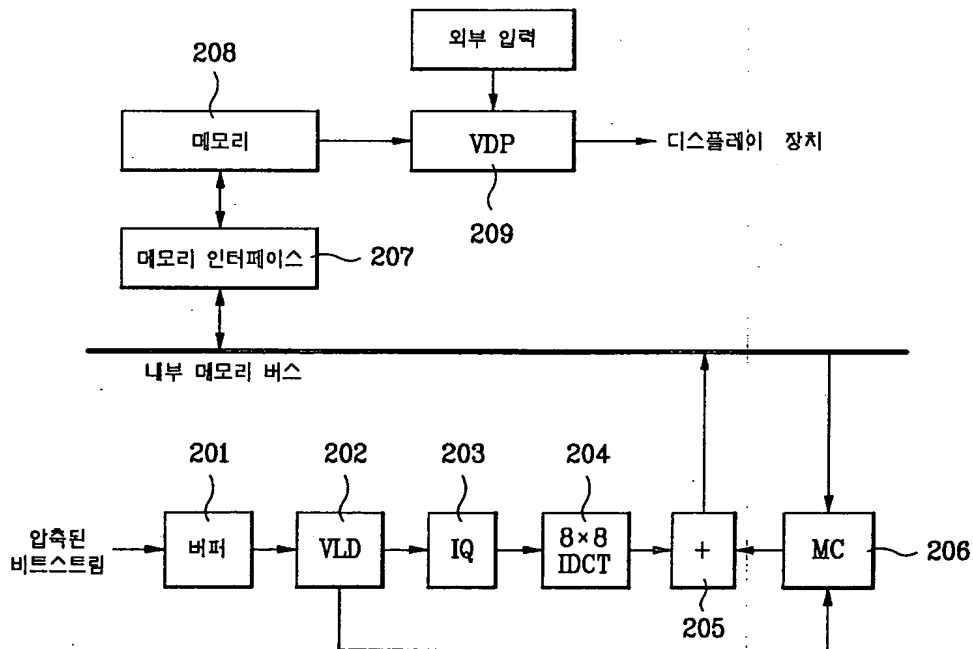 외부 입력
208
메모리
VDP
디스플레이 장치
209
메모리 인터페이스
207
내부 메모리 버스
201
202
203
204
압축된
비트스트림
버퍼
VLD
IQ
8×8
IDCT
+
MC
206
205